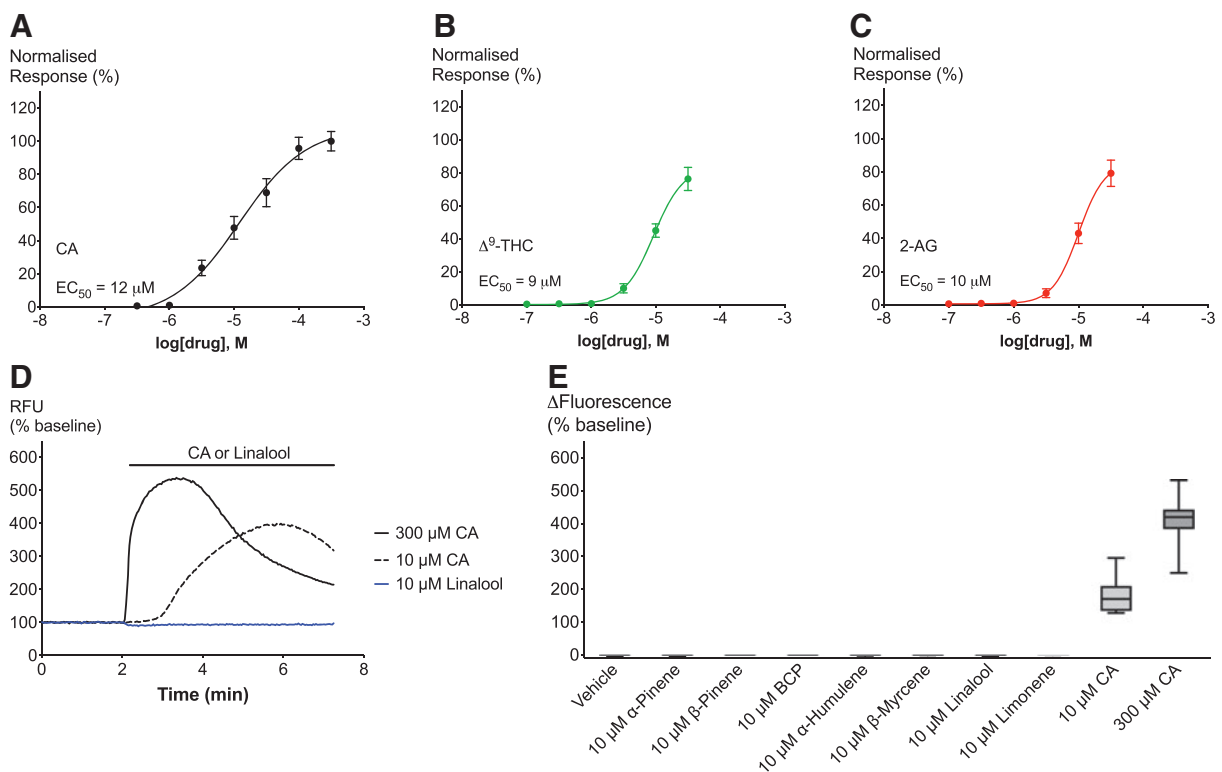 A
Normalised
Response (%)
120
100
80
60
40
20
0
CA
EC50 = 12 μM
-8 -7 -6 -5 -4 -3
log[drug], M
B
Normalised
Response (%)
120
100
80
60
40
20
0
Δ⁹-THC
EC50 = 9 μM
-8 -7 -6 -5 -4 -3
log[drug], M
C
Normalised
Response (%)
120
100
80
60
40
20
0
2-AG
EC50 = 10 μM
-8 -7 -6 -5 -4 -3
log[drug], M
D
RFU
(% baseline)
600
500
400
300
200
100
0
CA or Linalool
300 µM CA
10 µM CA
10 µM Linalool
0 2 4 6 8
Time (min)
E
ΔFluorescence
(% baseline)
600
500
400
300
200
100
0
Vehicle
10 µM α-Pinene
10 µM β-Pinene
10 µM BCP
10 µM α-Humulene
10 µM β-Myrcene
10 µM Linalool
10 µM Limonene
10 µM CA
300 µM CA